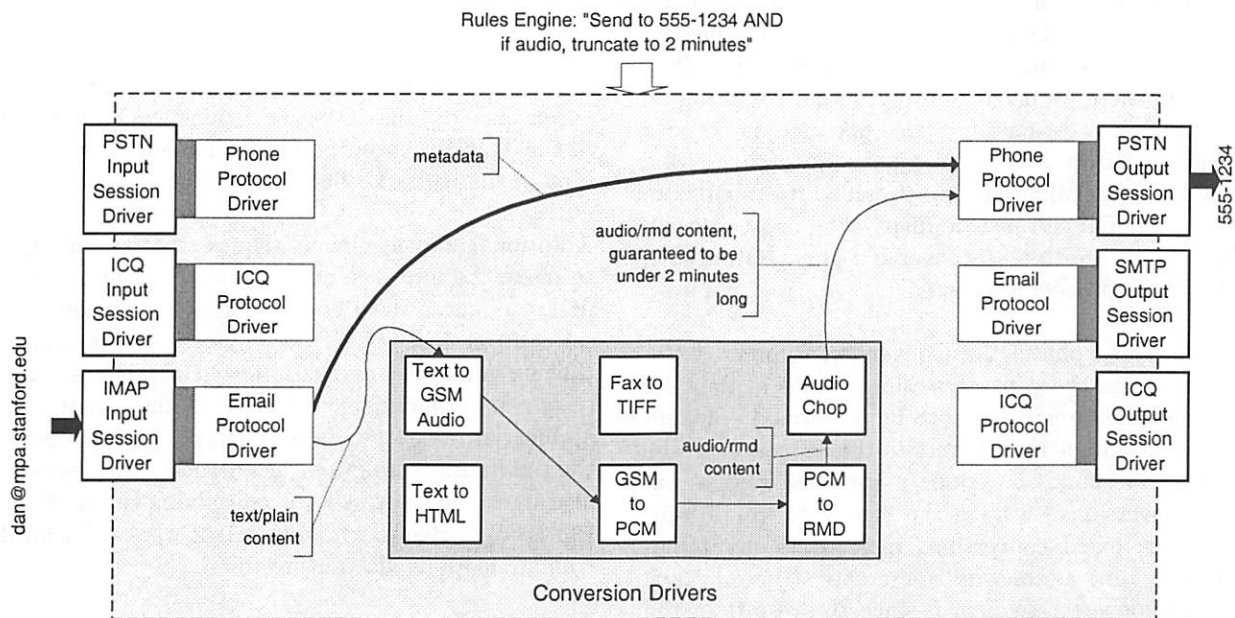 Rules Engine: "Send to 555-1234 AND
if audio, truncate to 2 minutes"
PSTN
Input
Session
Driver
Phone
Protocol
Driver
metadata
Phone
Protocol
Driver
PSTN
Output
Session
Driver
555-1234
audio/rmd content,
guaranteed to be
under 2 minutes
long
ICQ
Input
Session
Driver
ICQ
Protocol
Driver
Email
Protocol
Driver
SMTP
Output
Session
Driver
dan@mpa.stanford.edu
IMAP
Input
Session
Driver
Email
Protocol
Driver
Text to
GSM
Audio
Fax to
TIFF
Audio
Chop
ICQ
Protocol
Driver
ICQ
Output
Session
Driver
audio/rmd
content
text/plain
content
Text to
HTML
GSM
to
PCM
PCM
to
RMD
Conversion Drivers